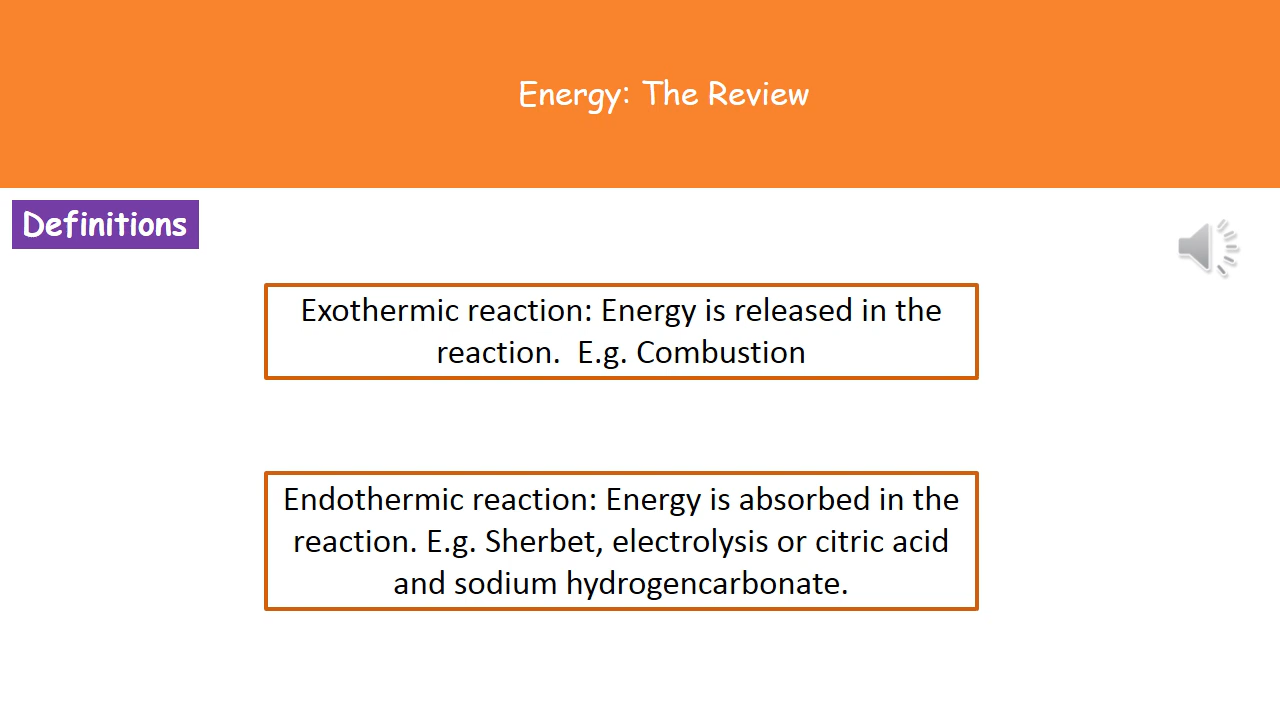 Energy: The Review
Definitions
Exothermic reaction: Energy is released in the
reaction.  E.g. Combustion
Endothermic reaction: Energy is absorbed in the
reaction. E.g. Sherbet, electrolysis or citric acid
and sodium hydrogencarbonate.